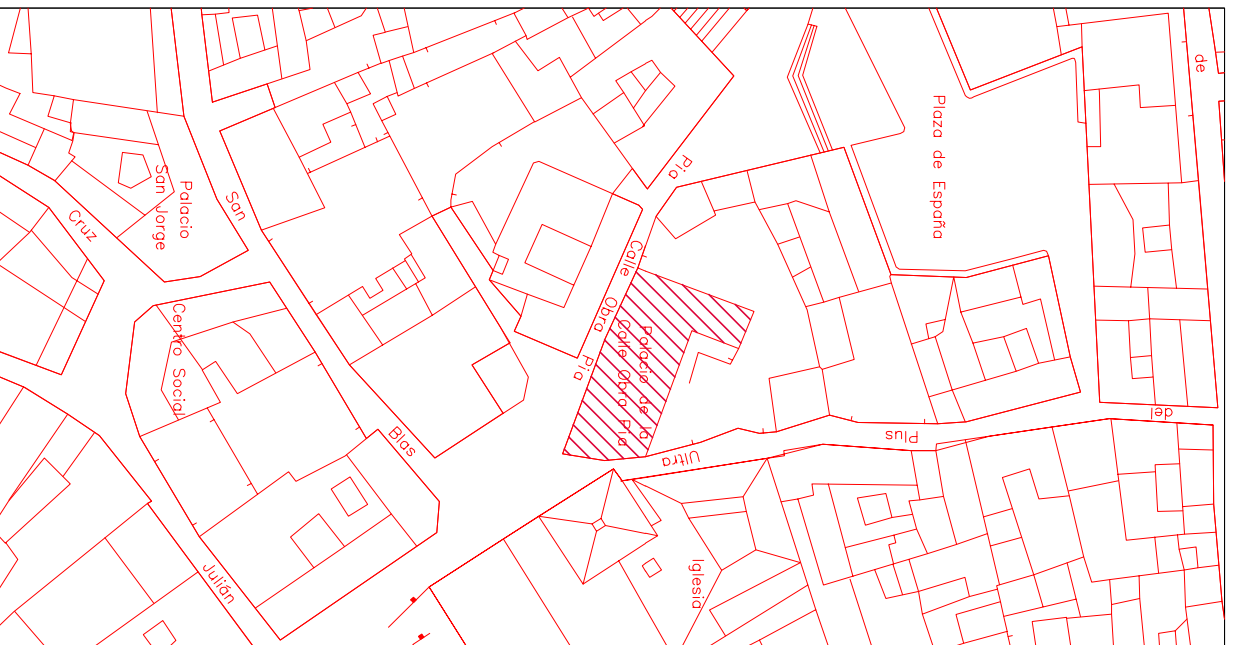 de
Plaza de España
Pía
Palacio
San Jorge
San
Cruz
Calle
Obra
Pía
Palacio de la
Calle Obra Pía
Centro Social
Blas
del
Plus
Ultra
Iglesia
Julián